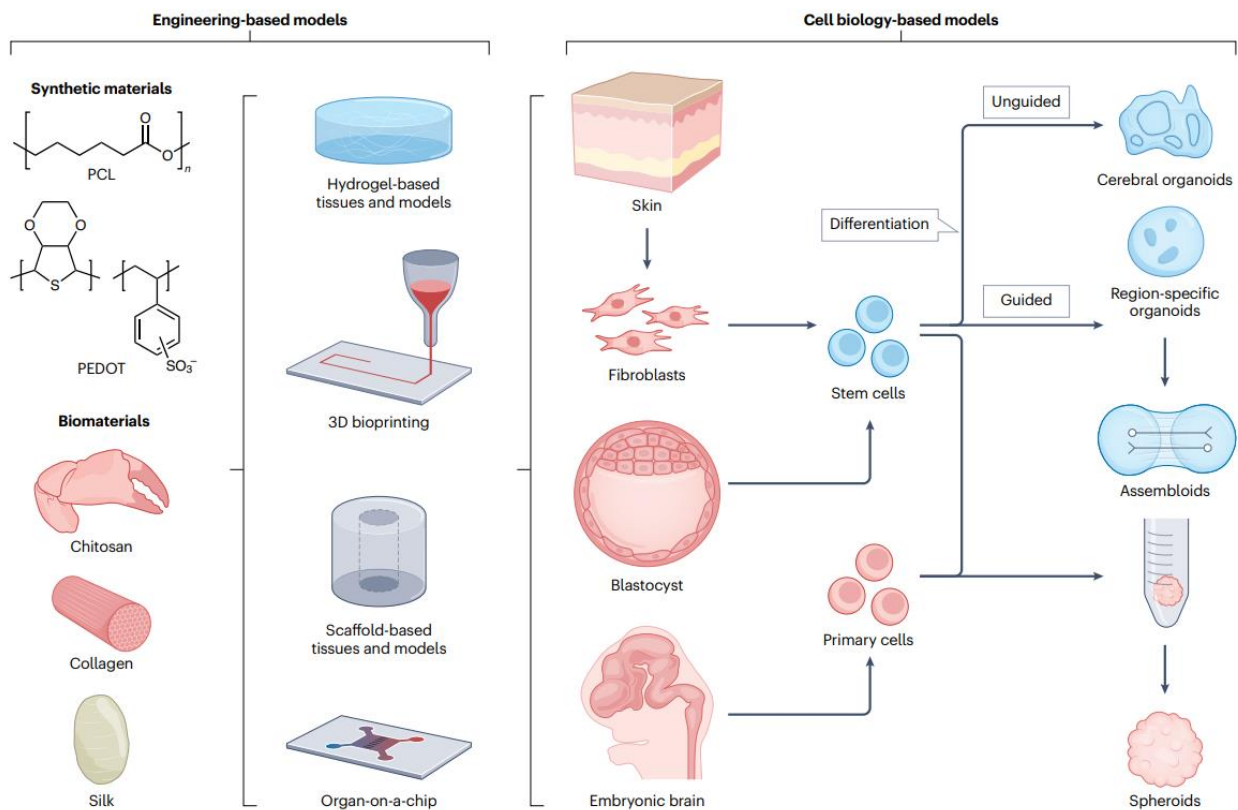 Engineering-based models
Cell biology-based models
Synthetic materials
O
O
n
PCL
O
O
S
SO₃⁻
PEDOT
Biomaterials
Chitosan
Collagen
Silk
Hydrogel-based
tissues and models
3D bioprinting
Scaffold-based
tissues and models
Organ-on-a-chip
Skin
Fibroblasts
Blastocyst
Embryonic brain
Differentiation
Stem cells
Primary cells
Unguided
Guided
Cerebral organoids
Region-specific
organoids
Assembloids
Spheroids